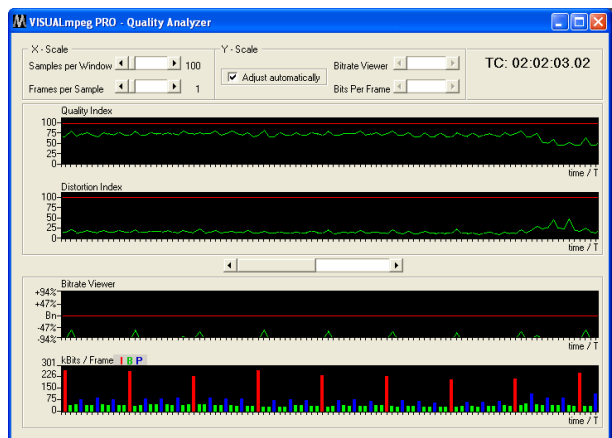 VISUALmpeg PRO - Quality Analyzer
X - Scale
Samples per Window 100
Frames per Sample 1
Y - Scale
Adjust automatically
Bitrate Viewer
Bits Per Frame
TC: 02:02:03.02
Quality Index
100
75
50
25
0
time / T
Distortion Index
100
75
50
25
0
time / T
Bitrate Viewer
+94%
+47%
Bn
-47%
-94%
time / T
kBits / Frame I B P
301
226
150
75
0
time / T